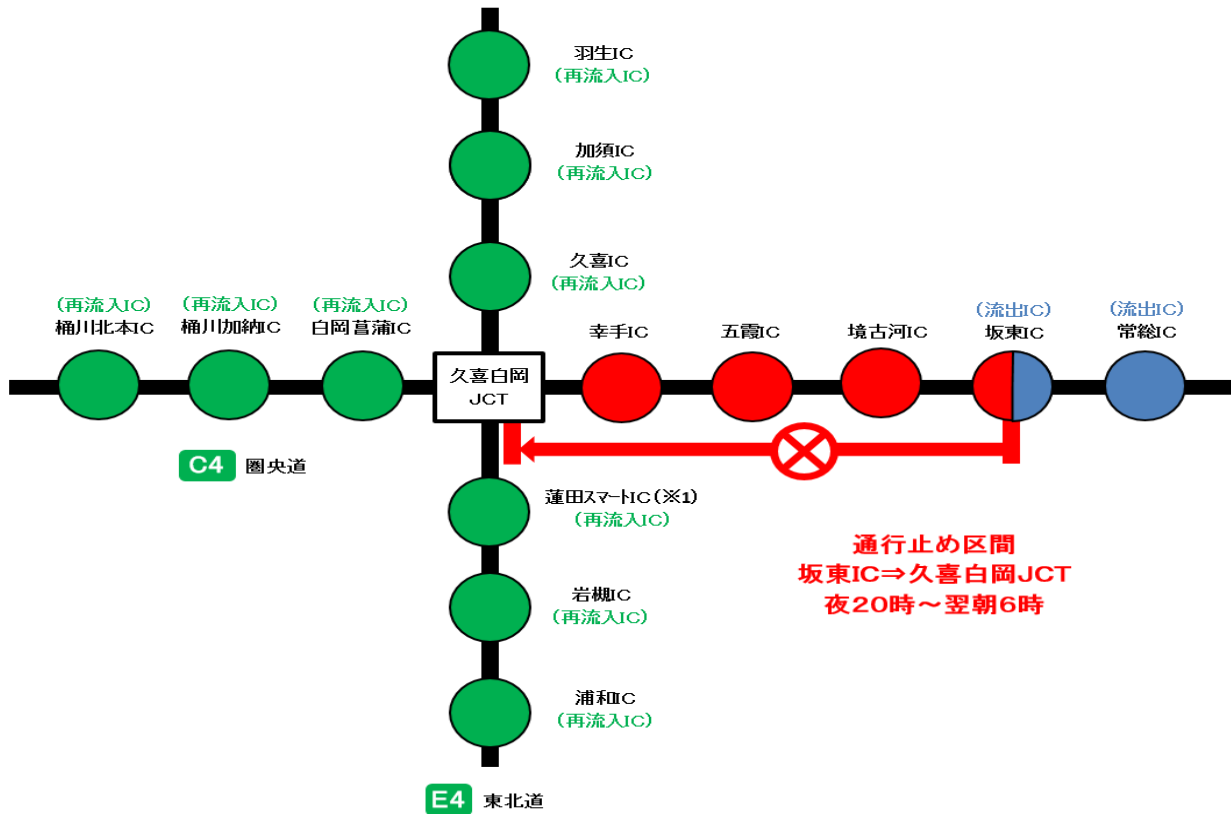 羽生IC
(再流入IC)
加須IC
(再流入IC)
久喜IC
(再流入IC)
(再流入IC)
桶川北本IC
(再流入IC)
桶川加納IC
(再流入IC)
白岡菖蒲IC
久喜白岡
JCT
幸手IC
五霞IC
境古河IC
(流出IC)
坂東IC
(流出IC)
常総IC
C4 圏央道
蓮田スマートIC(※1)
(再流入IC)
岩槻IC
(再流入IC)
浦和IC
(再流入IC)
通行止め区間
坂東IC⇒久喜白岡JCT
夜20時～翌朝6時
E4 東北道